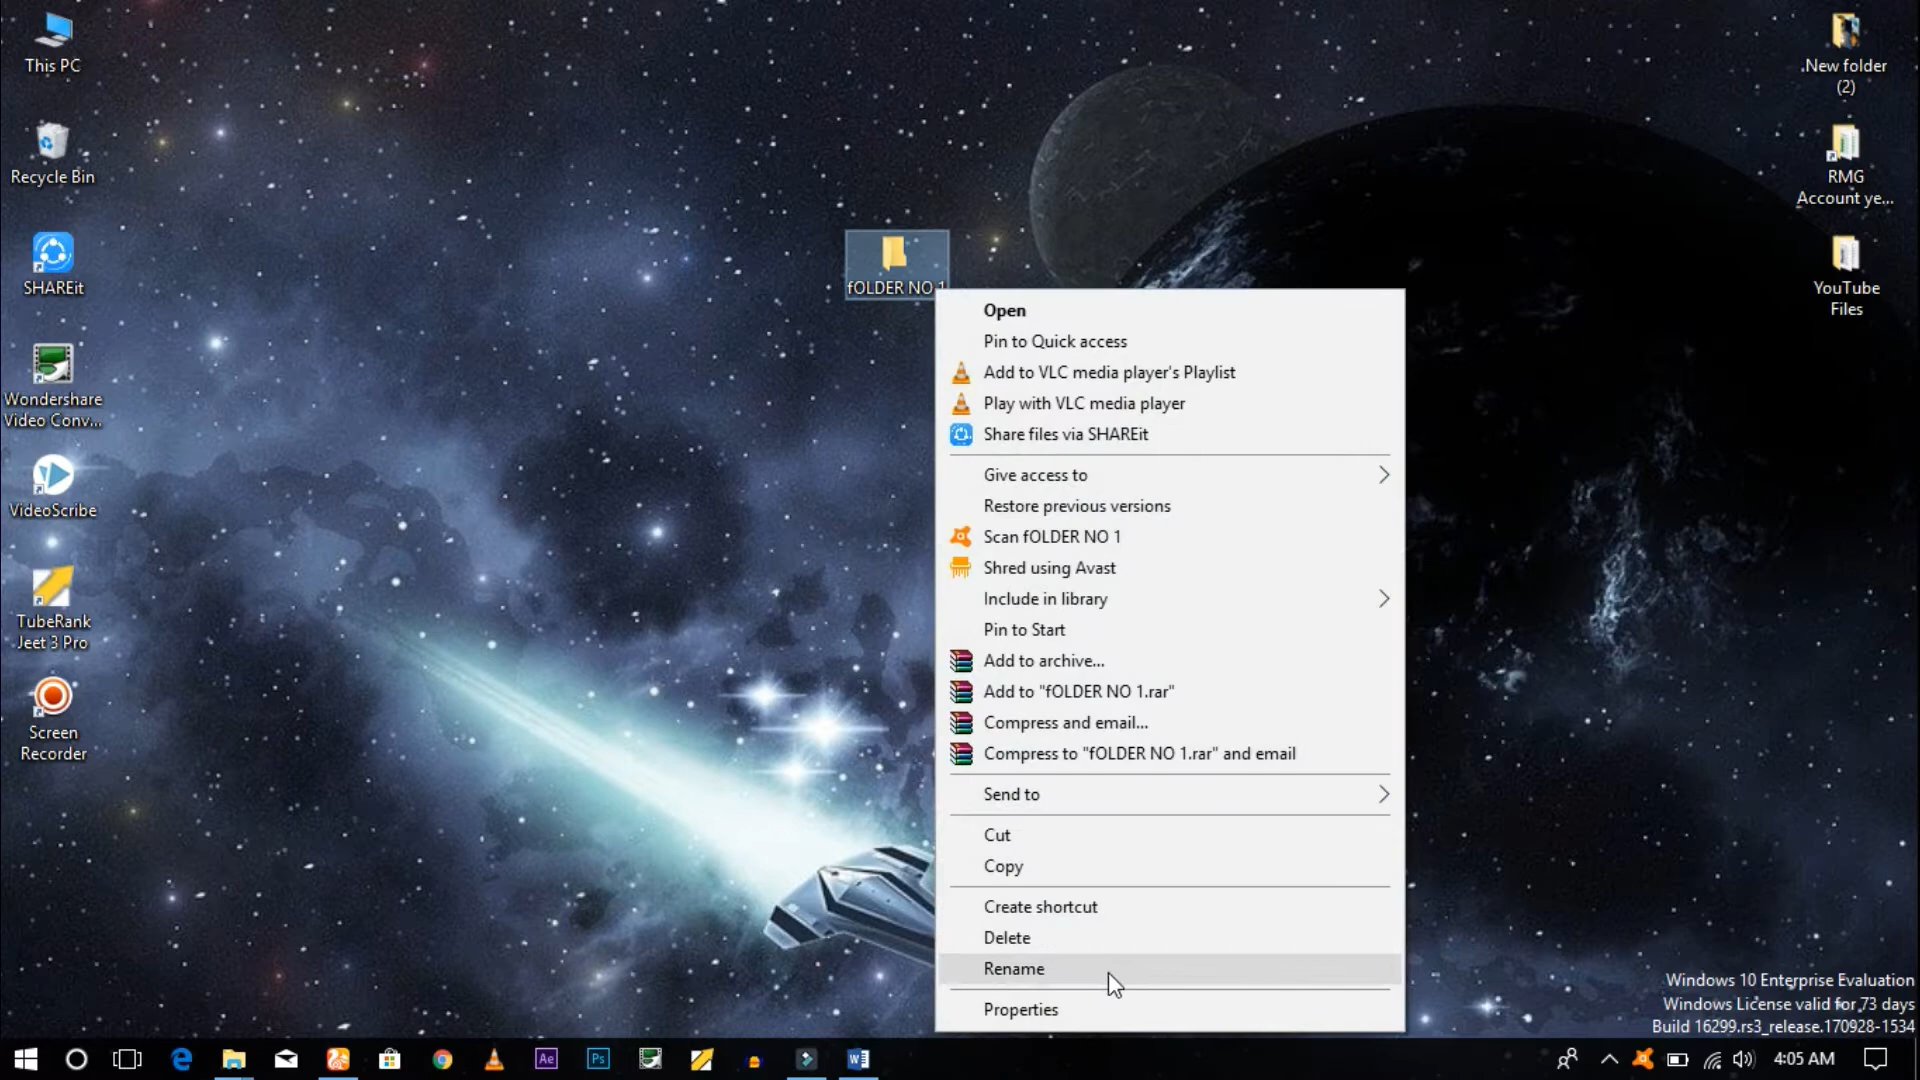 This PC
Recycle Bin
SHAREit
Wondershare
Video Conv...
VideoScribe
TubeRank
Jeet 3 Pro
Screen
Recorder
fOLDER NO 1
Open
Pin to Quick access
Add to VLC media player's Playlist
Play with VLC media player
Share files via SHAREit
Give access to
Restore previous versions
Scan fOLDER NO 1
Shred using Avast
Include in library
Pin to Start
Add to archive...
Add to "fOLDER NO 1.rar"
Compress and email...
Compress to "fOLDER NO 1.rar" and email
Send to
Cut
Copy
Create shortcut
Delete
Rename
Properties
New folder
(2)
RMG
Account ye...
YouTube
Files
Windows 10 Enterprise Evaluation
Windows License valid for 73 days
Build 16299.rs3_release.170928-1534
Ae
Ps
4:05 AM